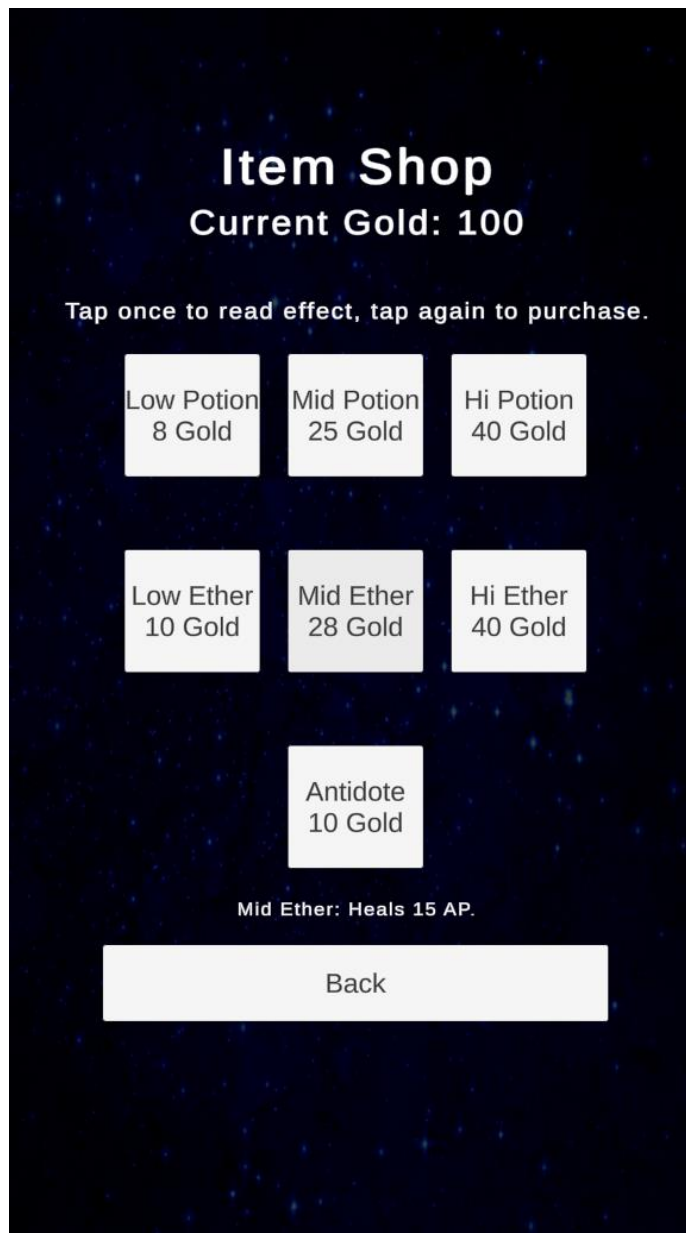 Item Shop
Current Gold: 100
Tap once to read effect, tap again to purchase.
Low Potion
8 Gold
Mid Potion
25 Gold
Hi Potion
40 Gold
Low Ether
10 Gold
Mid Ether
28 Gold
Hi Ether
40 Gold
Antidote
10 Gold
Mid Ether: Heals 15 AP.
Back